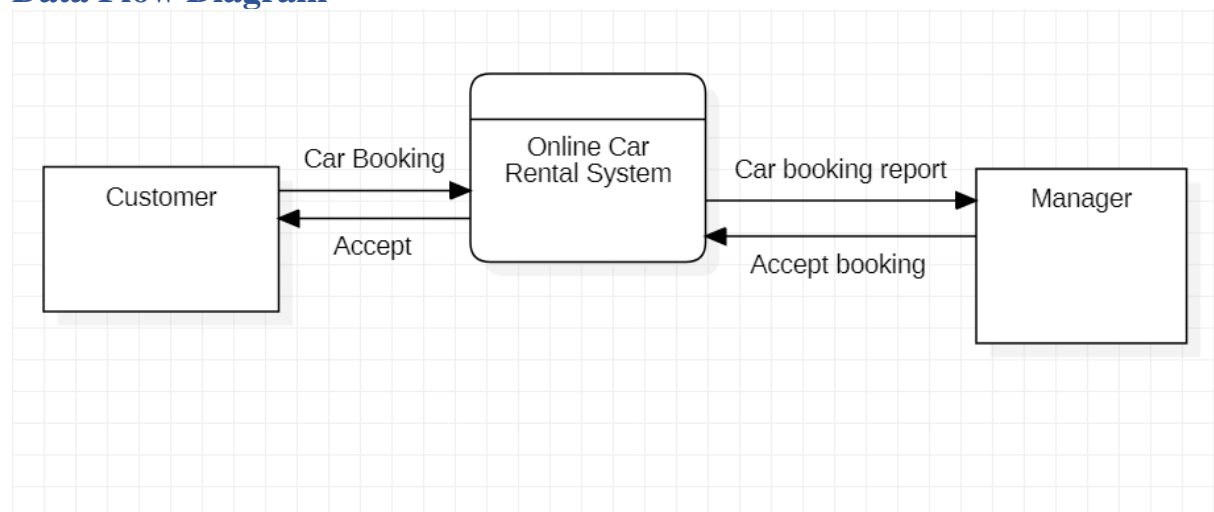 Data Flow Diagram
Car Booking
Customer
Accept
Online Car
Rental System
Car booking report
Manager
Accept booking